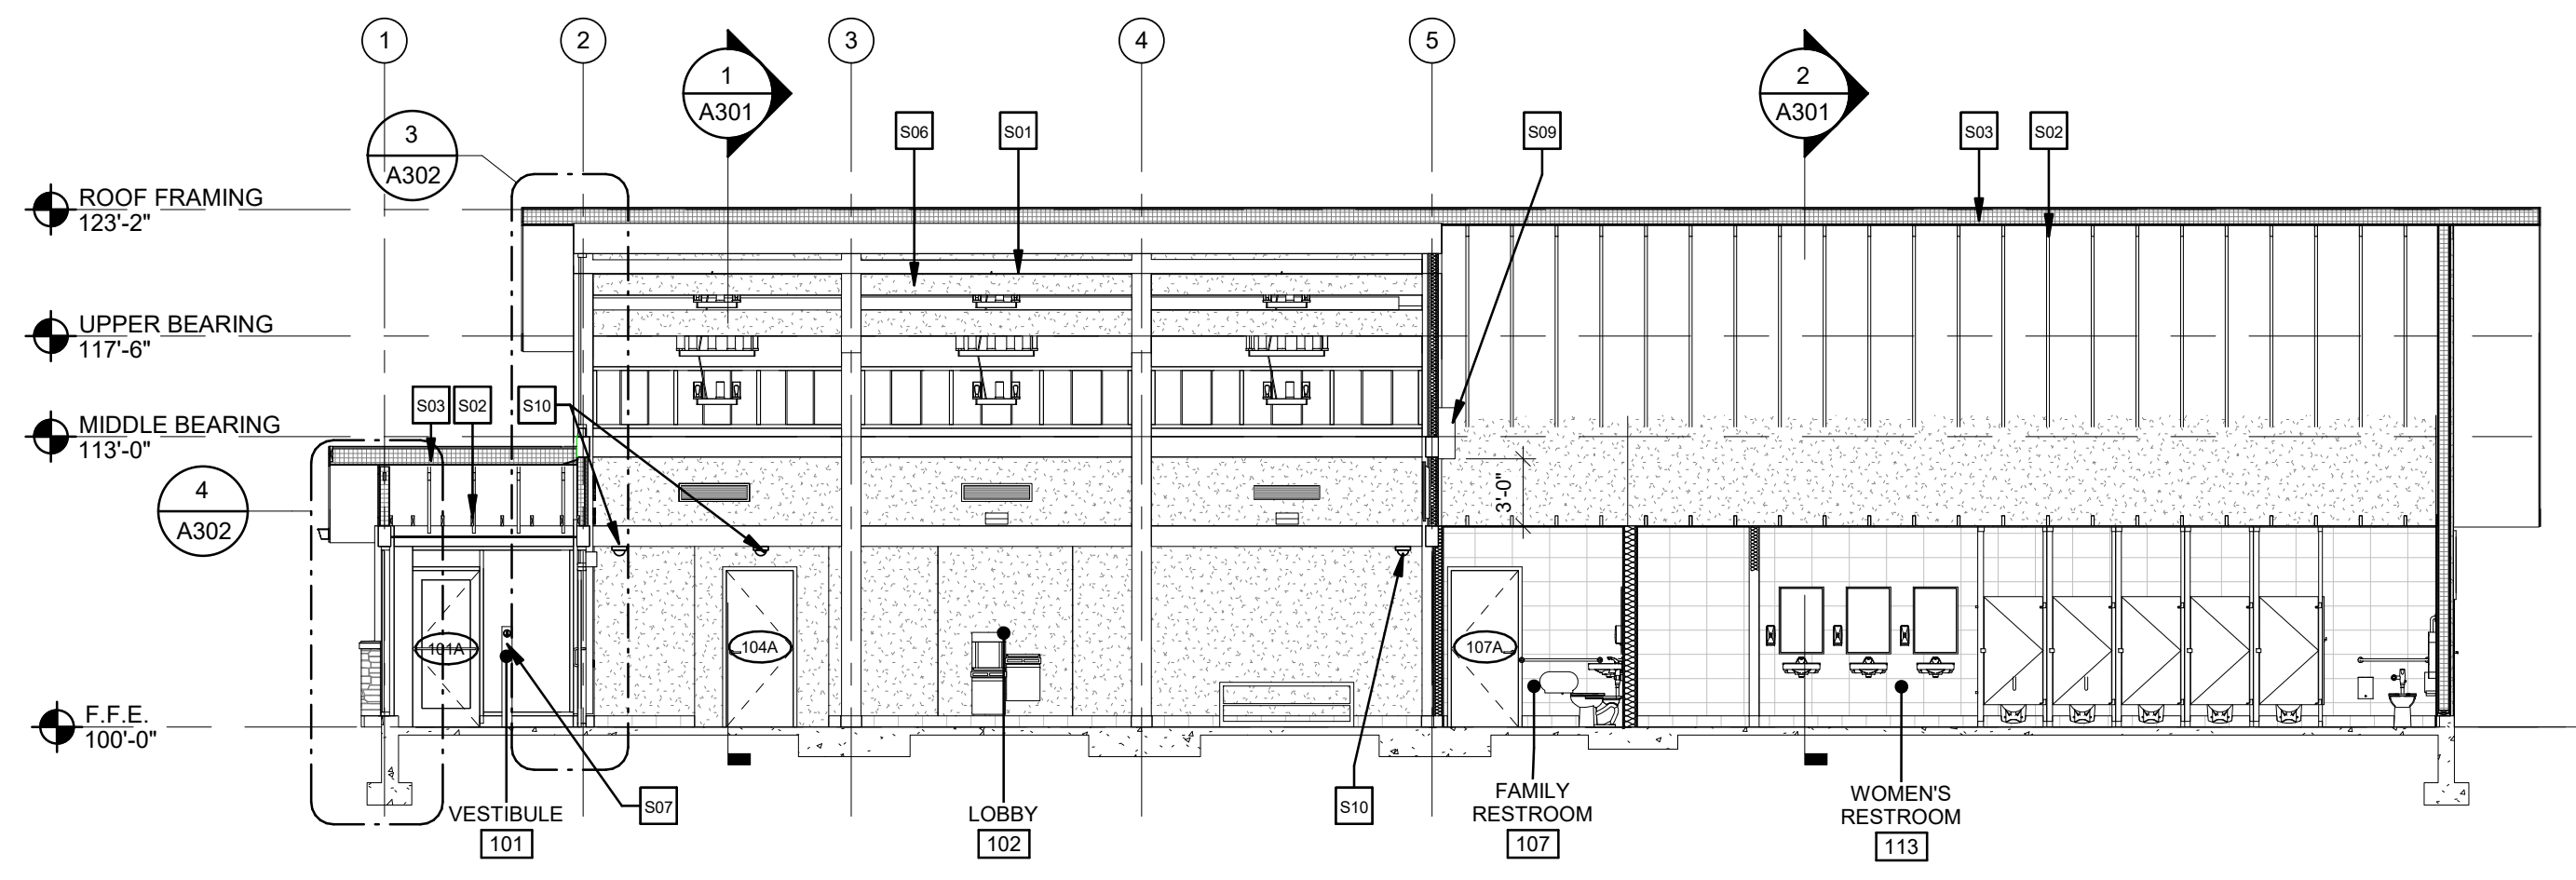 1
2
3
4
5
1
A301
2
A301
3
A302
S06
S01
S09
S03
S02
ROOF FRAMING
123'-2"
UPPER BEARING
117'-6"
S03
S02
S10
MIDDLE BEARING
113'-0"
4
A302
3'-0"
101A
104A
107A
F.F.E.
100'-0"
VESTIBULE
101
S07
LOBBY
102
S10
FAMILY
RESTROOM
107
WOMEN'S
RESTROOM
113